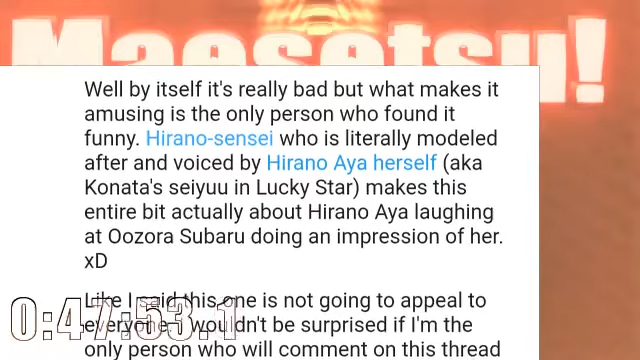 Maesetsu!
Well by itself it's really bad but what makes it
amusing is the only person who found it
funny. Hirano-sensei who is literally modeled
after and voiced by Hirano Aya herself (aka
Konata's seiyuu in Lucky Star) makes this
entire bit actually about Hirano Aya laughing
at Oozora Subaru doing an impression of her.
xD
Like I said this one is not going to appeal to
everyone. I wouldn't be surprised if I'm the
only person who will comment on this thread
0:47:53.1